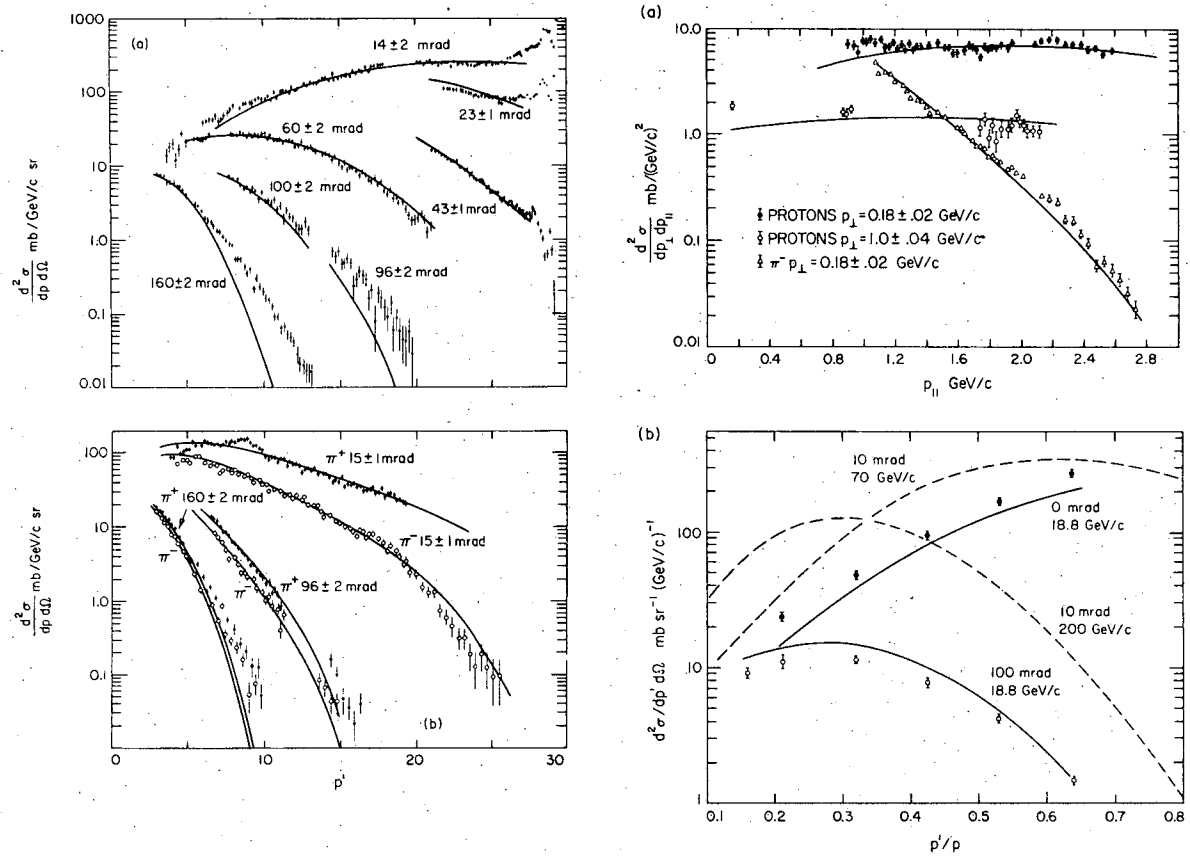 (a)
1000
100
10
1.0
0.1
0.01
d²σ/dp dΩ mb/GeV/c sr
14±2 mrad
23±1 mrad
60±2 mrad
100±2 mrad
43±1 mrad
96±2 mrad
160±2 mrad
100
10
1.0
0.1
d²σ/dp dΩ mb/GeV/c sr
π⁺ 15±1 mrad
π⁺ 160±2 mrad
π⁻
π⁻ 15±1 mrad
π⁺ 96±2 mrad
π⁻
(b)
0 10 20 30
p'
(a)
10.0
1.0
0.1
0.01
d²σ/dp⊥dp∥ mb/(GeV/c)²
PROTONS p⊥=0.18±.02 GeV/c
PROTONS p⊥=1.0±.04 GeV/c
π⁻ p⊥=0.18±.02 GeV/c
0 0.4 0.8 1.2 1.6 2.0 2.4 2.8
p∥ GeV/c
(b)
100
10
1
d²σ/dp' dΩ mb sr⁻¹ (GeV/c)⁻¹
10 mrad
70 GeV/c
0 mrad
18.8 GeV/c
10 mrad
200 GeV/c
100 mrad
18.8 GeV/c
0.1 0.2 0.3 0.4 0.5 0.6 0.7 0.8
p'/p